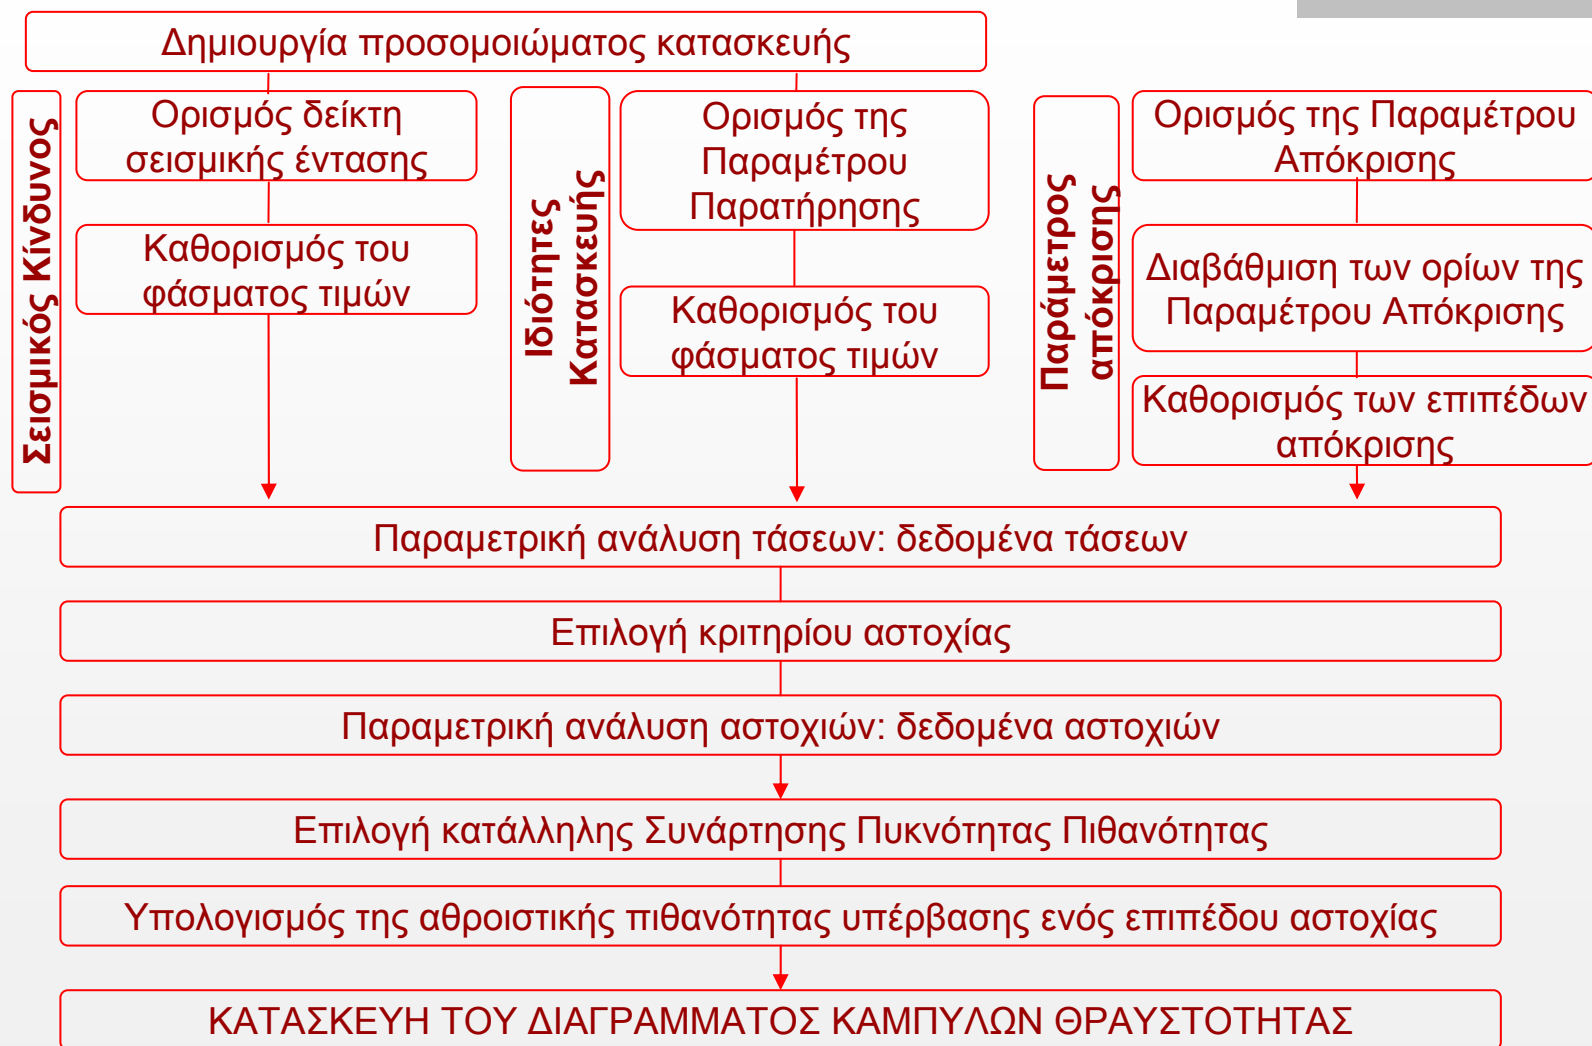 Δημιουργία προσομοιώματος κατασκευής
Σεισμικός Κίνδυνος
Ορισμός δείκτη
σεισμικής έντασης
Καθορισμός του
φάσματος τιμών
Ιδιότητες
Κατασκευής
Ορισμός της
Παραμέτρου
Παρατήρησης
Καθορισμός του
φάσματος τιμών
Παράμετρος
απόκρισης
Ορισμός της Παραμέτρου
Απόκρισης
Διαβάθμιση των ορίων της
Παραμέτρου Απόκρισης
Καθορισμός των επιπέδων
απόκρισης
Παραμετρική ανάλυση τάσεων: δεδομένα τάσεων
Επιλογή κριτηρίου αστοχίας
Παραμετρική ανάλυση αστοχιών: δεδομένα αστοχιών
Επιλογή κατάλληλης Συνάρτησης Πυκνότητας Πιθανότητας
Υπολογισμός της αθροιστικής πιθανότητας υπέρβασης ενός επιπέδου αστοχίας
ΚΑΤΑΣΚΕΥΗ ΤΟΥ ΔΙΑΓΡΑΜΜΑΤΟΣ ΚΑΜΠΥΛΩΝ ΘΡΑΥΣΤΟΤΗΤΑΣ